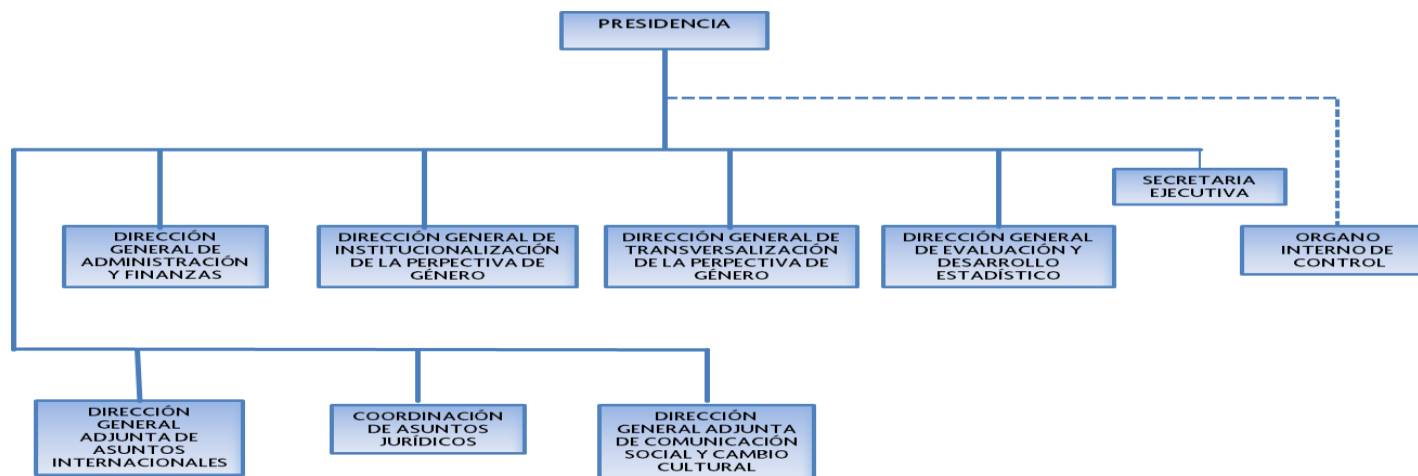 PRESIDENCIA
SECRETARIA
EJECUTIVA
DIRECCIÓN
GENERAL DE
ADMINISTRACIÓN
Y FINANZAS
DIRECCIÓN GENERAL DE
INSTITUCIONALIZACIÓN
DE LA PERPECTIVA DE
GÉNERO
DIRECCIÓN GENERAL DE
TRANSVERSALIZACIÓN
DE LA PERPECTIVA DE
GÉNERO
DIRECCIÓN GENERAL
DE EVALUACIÓN Y
DESARROLLO
ESTADÍSTICO
ORGANO
INTERNO DE
CONTROL
DIRECCIÓN
GENERAL
ADJUNTA DE
ASUNTOS
INTERNACIONALES
COORDINACIÓN
DE ASUNTOS
JURÍDICOS
DIRECCIÓN
GENERAL ADJUNTA
DE COMUNICACIÓN
SOCIAL Y CAMBIO
CULTURAL